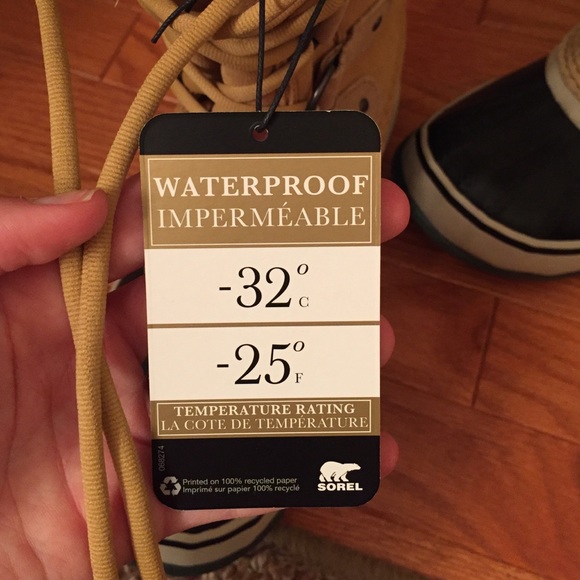 WATERPROOF
IMPERMÉABLE
-32° C
-25° F
TEMPERATURE RATING
LA COTE DE TEMPÉRATURE
068274
Printed on 100% recycled paper
Imprimé sur papier 100% recyclé
SOREL